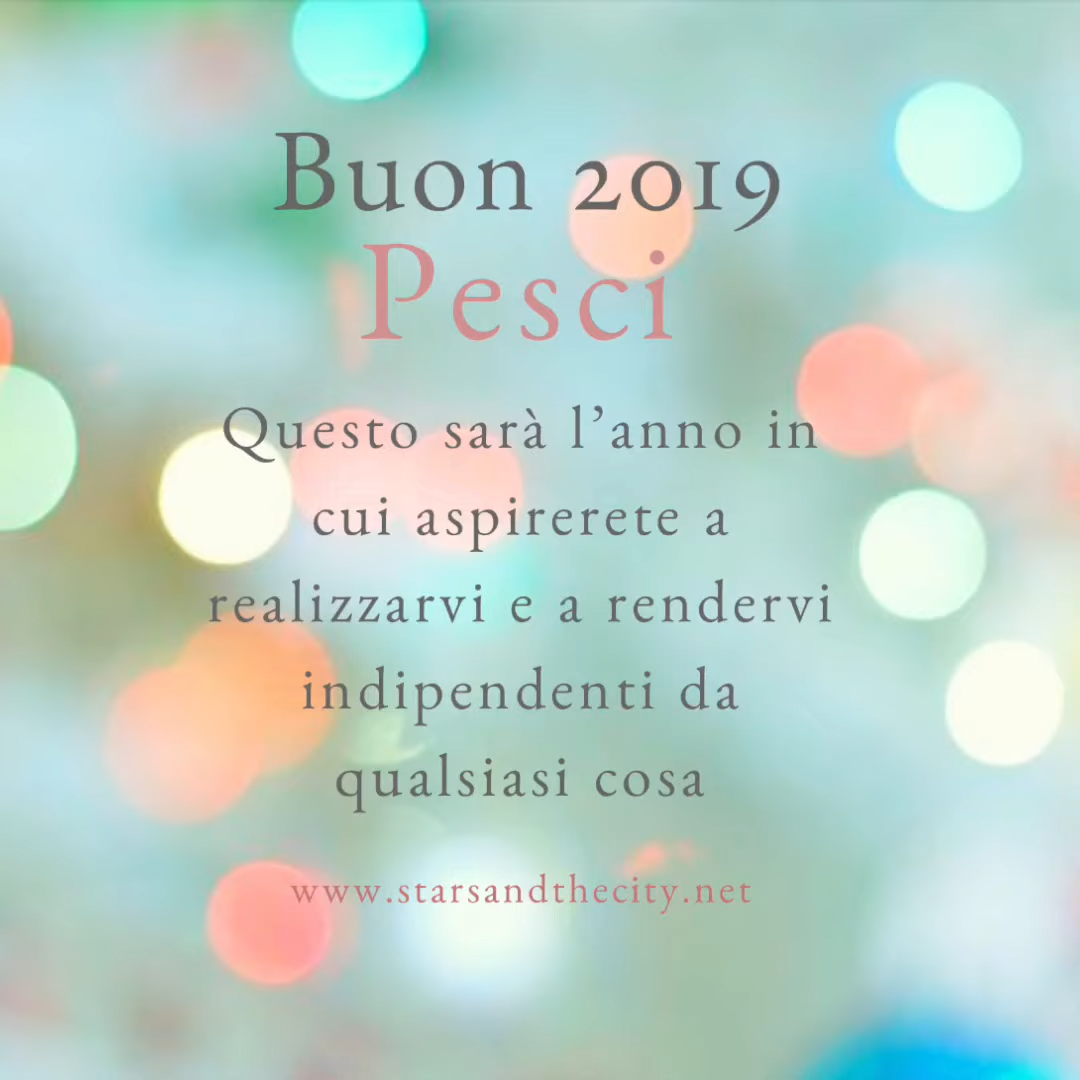 Buon 2019
Pesci
Questo sarà l’anno in
cui aspirerete a
realizzarvi e a rendervi
indipendenti da
qualsiasi cosa
www.starsandthecity.net